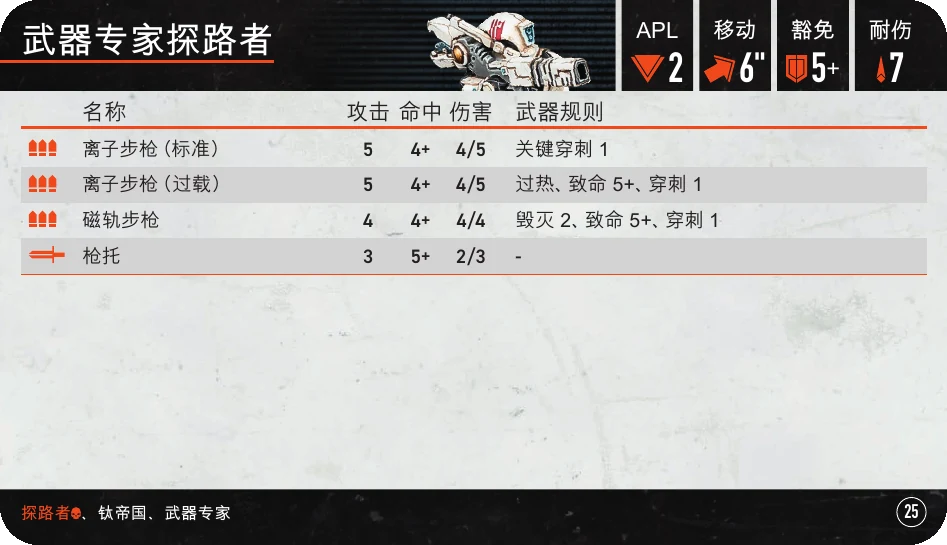 武器专家探路者
APL 移动 豁免 耐伤
2 6" 5+ 7
名称 攻击 命中 伤害 武器规则
离子步枪（标准） 5 4+ 4/5 关键穿刺 1
离子步枪（过载） 5 4+ 4/5 过热、致命 5+、穿刺 1
磁轨步枪 4 4+ 4/4 毁灭 2、致命 5+、穿刺 1
枪托 3 5+ 2/3 -
探路者、钛帝国、武器专家
25